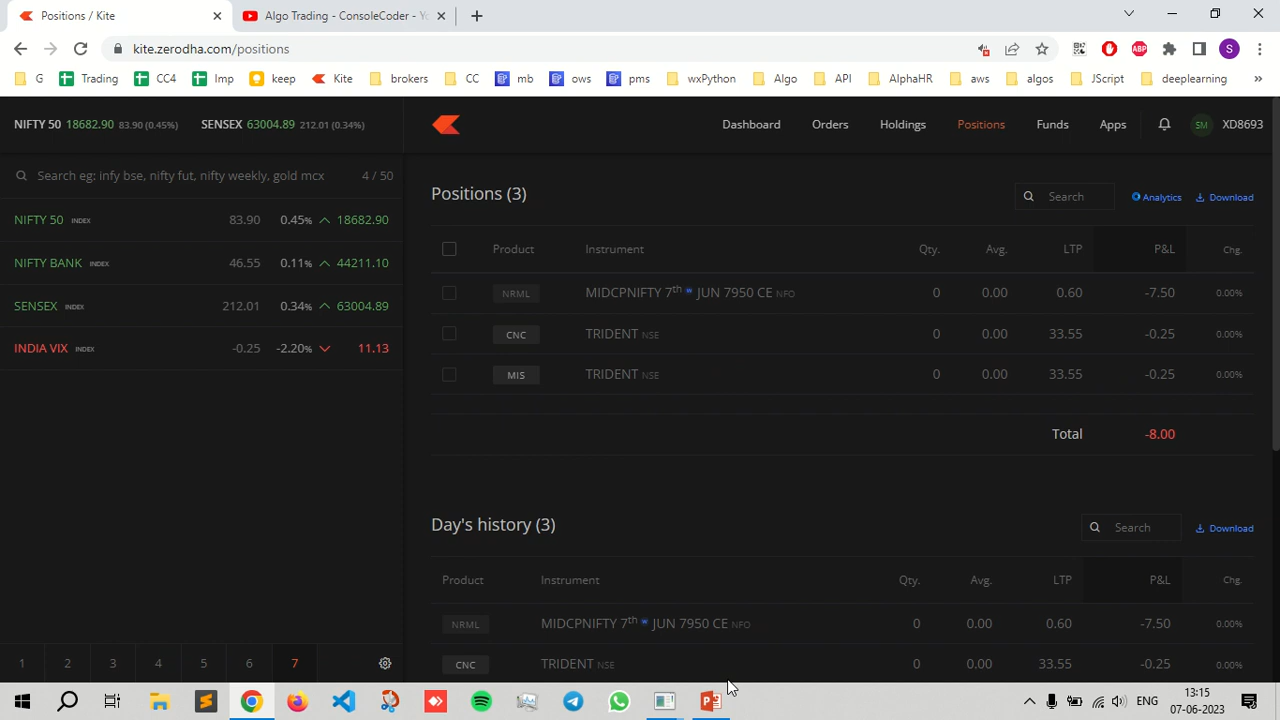 Positions / Kite
Algo Trading - ConsoleCoder - Yo
kite.zerodha.com/positions
G Trading CC4 Imp keep Kite brokers CC mb ows pms wxPython Algo API AlphaHR aws algos JScript deeplearning »
NIFTY 50 18682.90 83.90 (0.45%) SENSEX 63004.89 212.01 (0.34%)
Dashboard Orders Holdings Positions Funds Apps SM XD8693
Search eg: infy bse, nifty fut, nifty weekly, gold mcx 4 / 50
NIFTY 50 INDEX 83.90 0.45% 18682.90
NIFTY BANK INDEX 46.55 0.11% 44211.10
SENSEX INDEX 212.01 0.34% 63004.89
INDIA VIX INDEX -0.25 -2.20% 11.13
Positions (3) Search Analytics Download
Product Instrument Qty. Avg. LTP P&L Chg.
NRML MIDCPNIFTY 7th w JUN 7950 CE NFO 0 0.00 0.60 -7.50 0.00%
CNC TRIDENT NSE 0 0.00 33.55 -0.25 0.00%
MIS TRIDENT NSE 0 0.00 33.55 -0.25 0.00%
Total -8.00
Day's history (3) Search Download
Product Instrument Qty. Avg. LTP P&L Chg.
NRML MIDCPNIFTY 7th w JUN 7950 CE NFO 0 0.00 0.60 -7.50 0.00%
CNC TRIDENT NSE 0 0.00 33.55 -0.25 0.00%
1 2 3 4 5 6 7
ENG 13:15
07-06-2023